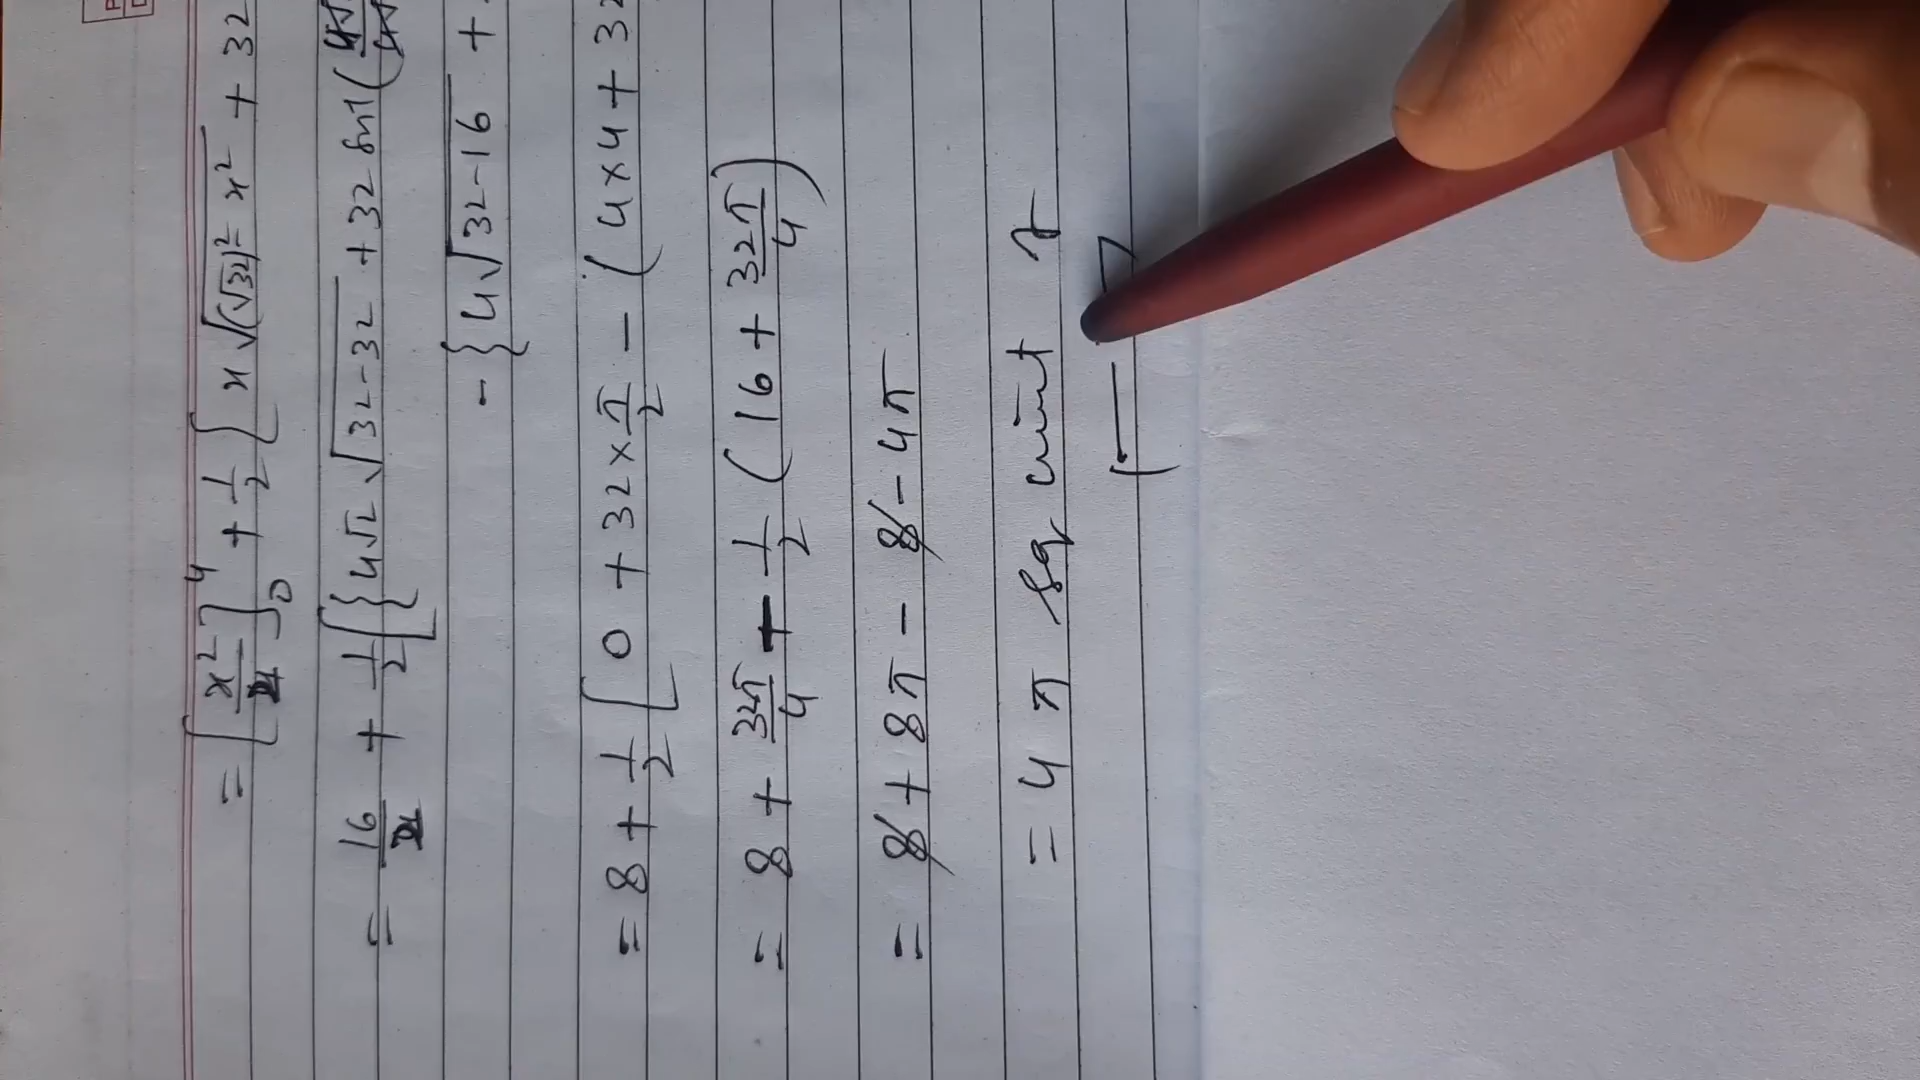 = [x²/2]⁴₀ + 1/2 [x√((√32)² - x²) + 32
= 16/2 + 1/2 [{4√2 √(32-32) + 32 sin-1 (
- {4√(32-16) +
= 8 + 1/2 [0 + 32 × π/2 - (4×4 + 32
= 8 + 32π/4 - 1/2 (16 + 32π/4)
= 8 + 8π - 8 - 4π
= 4 π sq unit